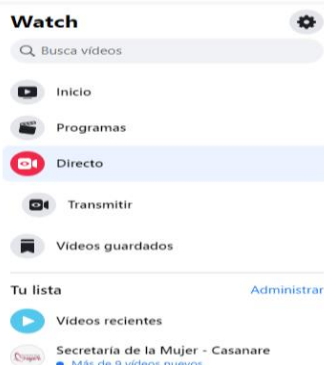 Watch
Busca vídeos
Inicio
Programas
Directo
Transmitir
Vídeos guardados
Tu lista
Administrar
Vídeos recientes
Secretaría de la Mujer - Casanare
Más de 9 vídeos nuevos